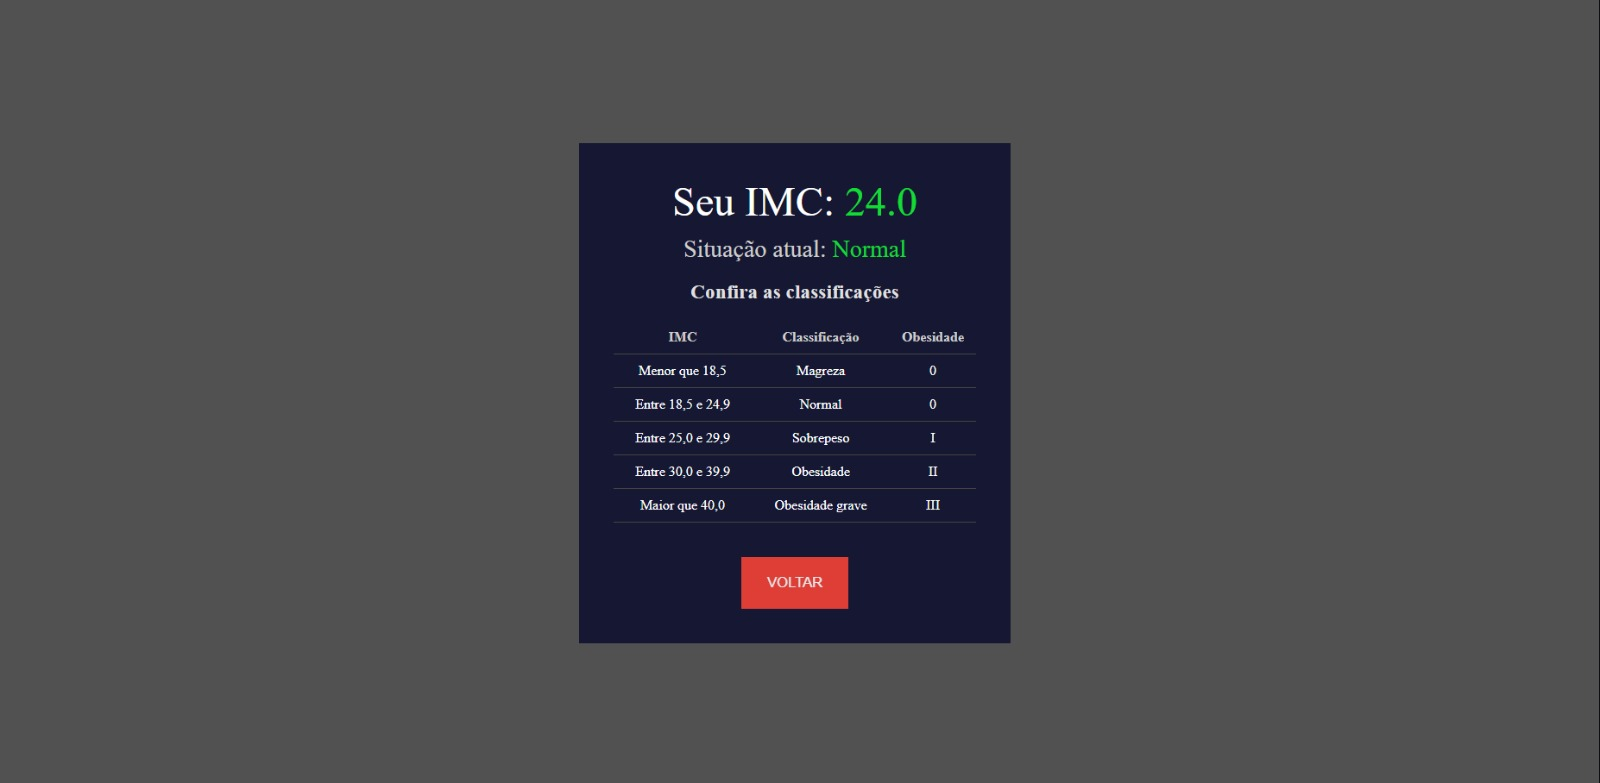 Seu IMC: 24.0
Situação atual: Normal
Confira as classificações
IMC Classificação Obesidade
Menor que 18,5 Magreza 0
Entre 18,5 e 24,9 Normal 0
Entre 25,0 e 29,9 Sobrepeso I
Entre 30,0 e 39,9 Obesidade II
Maior que 40,0 Obesidade grave III
VOLTAR